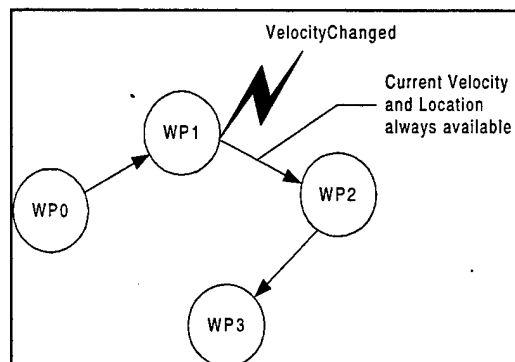 VelocityChanged
Current Velocity
and Location
always available
WP1
WP2
WP0
WP3